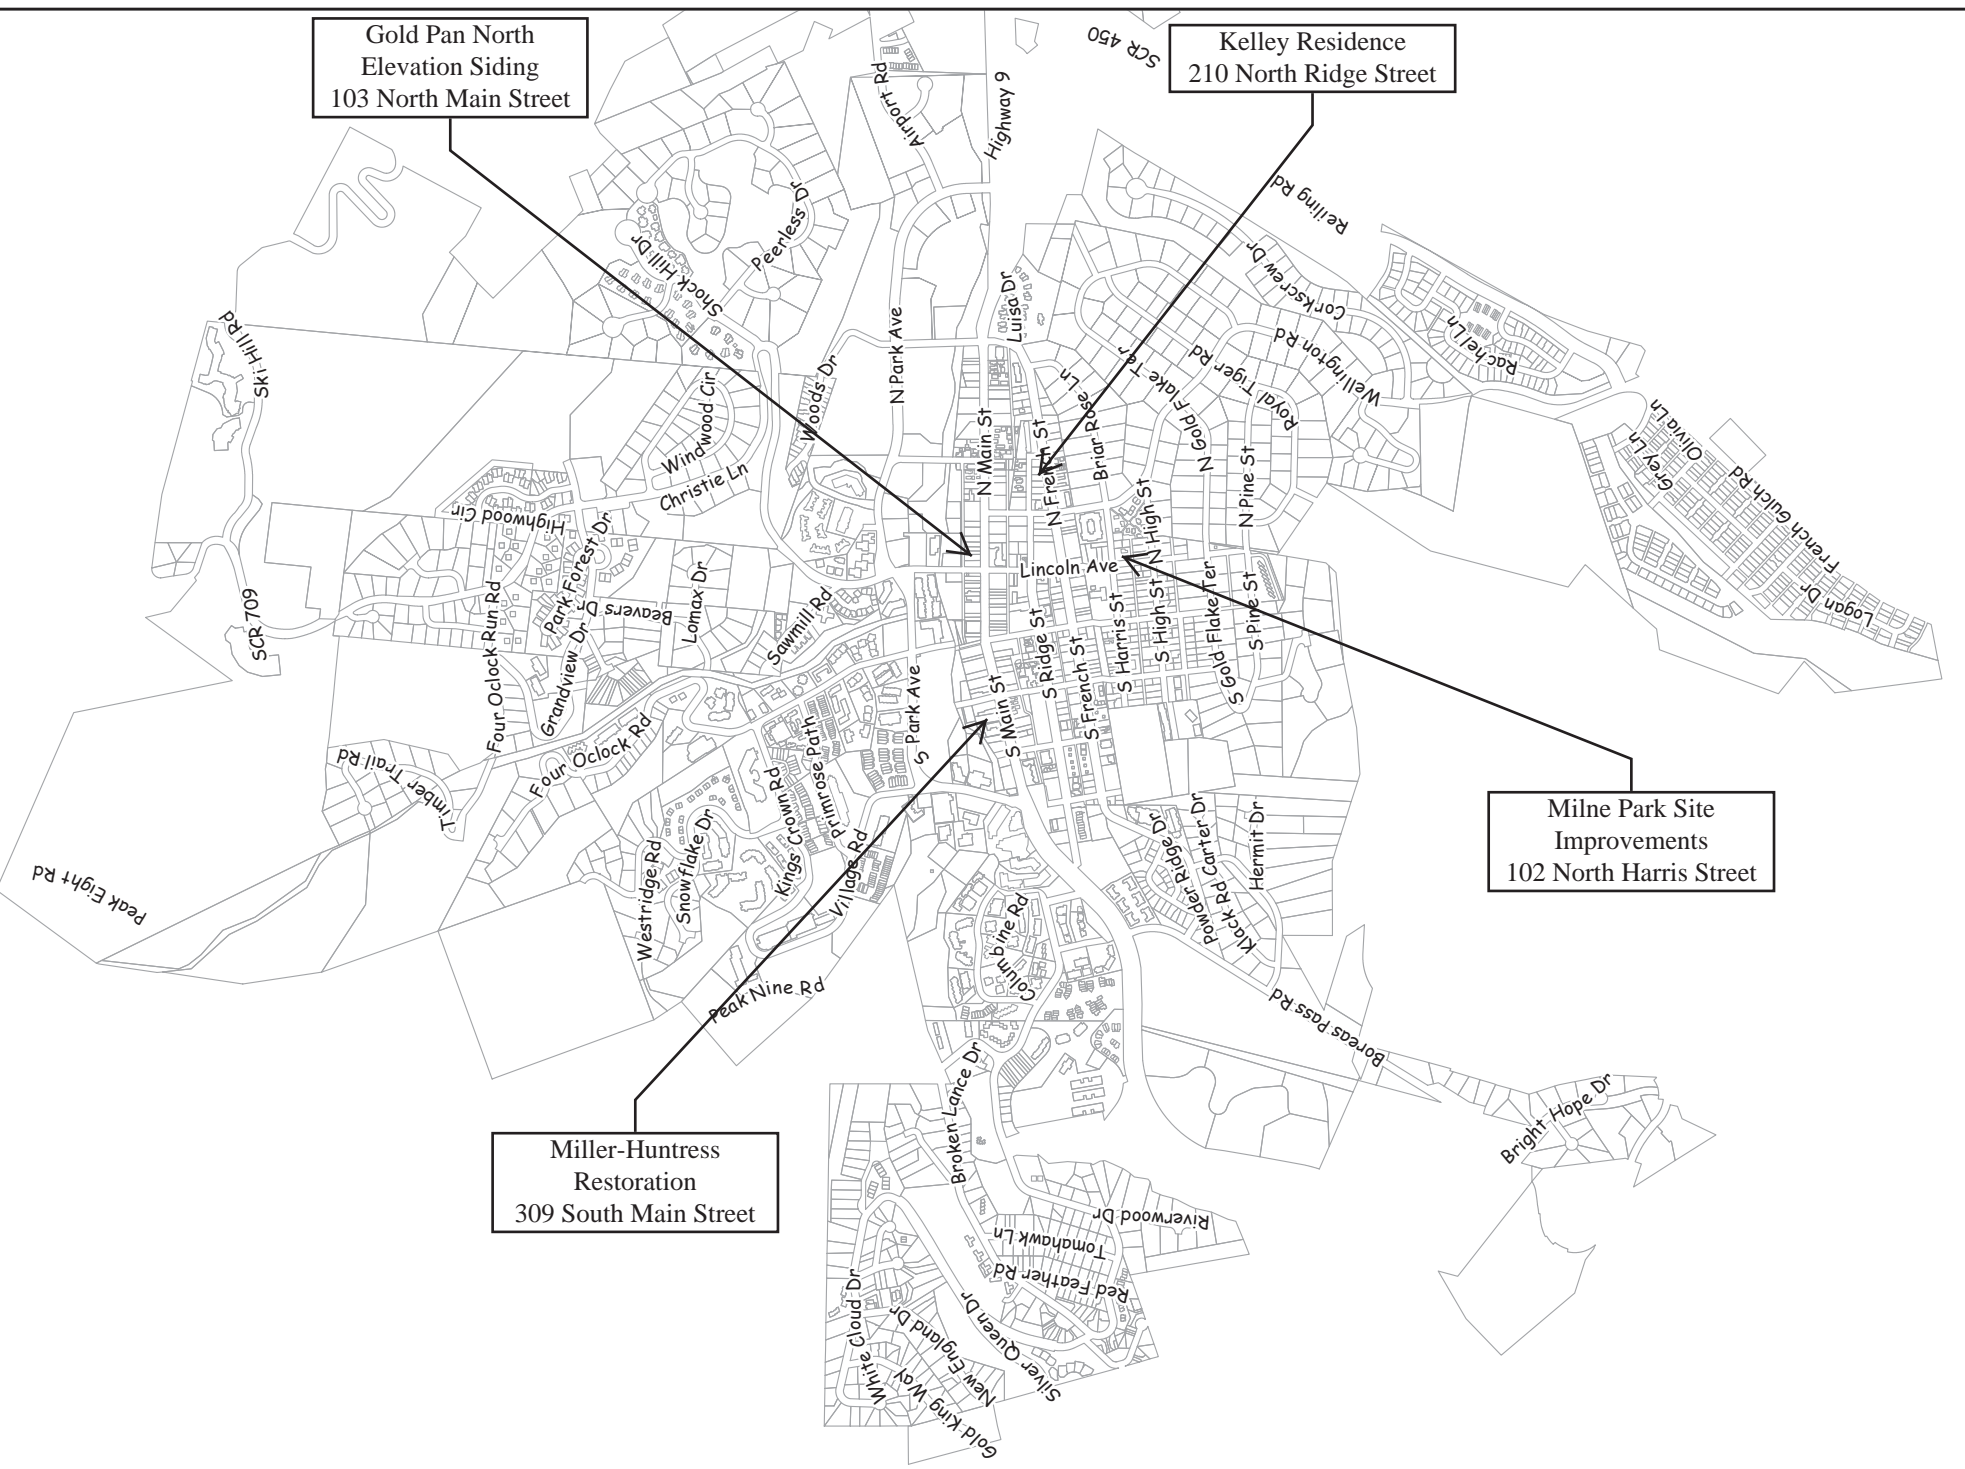 Gold Pan North
Elevation Siding
103 North Main Street
Kelley Residence
210 North Ridge Street
SCR 450
Airport Rd
Highway 9
Reiling Rd
Peerless Dr
Shock Hill Dr
Corkscrew Dr
Luisa Dr
Ski Hill Rd
N Park Ave
Woods Dr
Rachel Ln
Wellington Rd
Royal Tiger Rd
N Gold Flake Ter
Briar Rose Ln
Windwood Cir
Christie Ln
N Main St
N French St
N High St
N Pine St
Grey Ln
Olivia Ln
French Gulch Rd
Logan Dr
Highwood Cir
Park Forest Dr
Lincoln Ave
SCR 709
Four Oclock Run Rd
Grandview Dr
Beavers Dr
Lomax Dr
Sawmill Rd
S Ridge St
S French St
S Harris St
S High St
S Gold Flake Ter
S Pine St
S Park Ave
S Main St
Four Oclock Rd
Timber Trail Rd
Peak Eight Rd
Westridge Rd
Snowflake Dr
Kings Crown Rd
Primrose Path
Village Rd
Peak Nine Rd
Powder Ridge Dr
Carter Dr
Klack Rd
Hermit Dr
Milne Park Site
Improvements
102 North Harris Street
Columbine Rd
Boreas Pass Rd
Bright Hope Dr
Broken Lance Dr
Miller-Huntress
Restoration
309 South Main Street
Riverwood Dr
Tomahawk Ln
Red Feather Rd
White Cloud Dr
New England Dr
Silver Queen Dr
Gold King Way